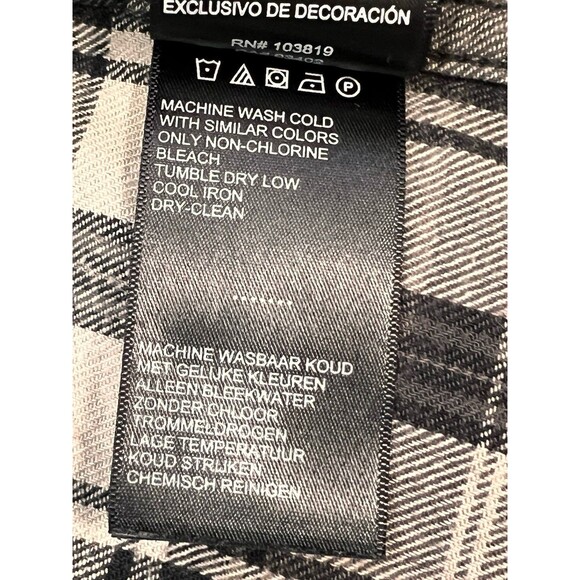 EXCLUSIVO DE DECORACIÓN
RN# 103819
P
MACHINE WASH COLD
WITH SIMILAR COLORS
ONLY NON-CHLORINE
BLEACH
TUMBLE DRY LOW
COOL IRON
DRY-CLEAN
.......
MACHINE WASBAAR KOUD
MET GELIJKE KLEUREN
ALLEEN BLEEKWATER
ZONDER CHLOOR
TROMMELDROGEN
LAGE TEMPERATUUR
KOUD STRIJKEN
CHEMISCH REINIGEN